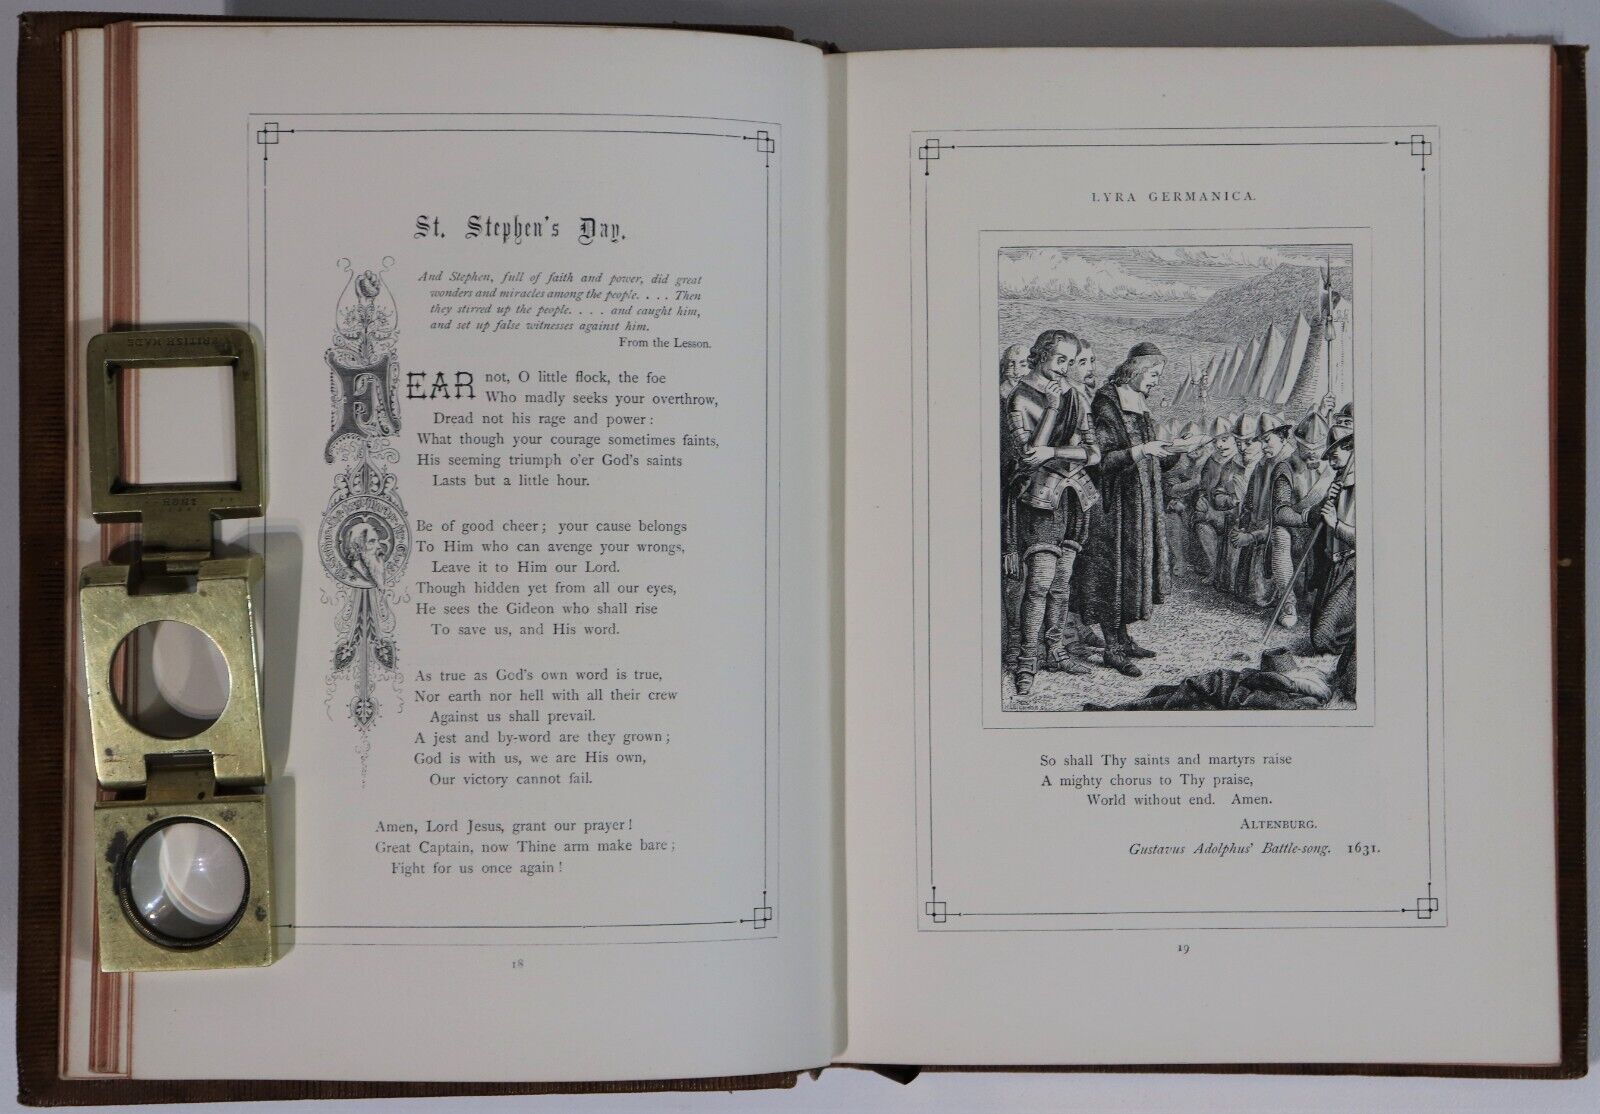 St. Stephen's Day.
And Stephen, full of faith and power, did great
wonders and miracles among the people. . . . Then
they stirred up the people. . . . and caught him,
and set up false witnesses against him.
From the Lesson.
FEAR not, O little flock, the foe
Who madly seeks your overthrow,
Dread not his rage and power:
What though your courage sometimes faints,
His seeming triumph o'er God's saints
Lasts but a little hour.
Be of good cheer; your cause belongs
To Him who can avenge your wrongs,
Leave it to Him our Lord.
Though hidden yet from all our eyes,
He sees the Gideon who shall rise
To save us, and His word.
As true as God's own word is true,
Nor earth nor hell with all their crew
Against us shall prevail.
A jest and by-word are they grown;
God is with us, we are His own,
Our victory cannot fail.
Amen, Lord Jesus, grant our prayer!
Great Captain, now Thine arm make bare;
Fight for us once again!
18
BRITISH MADE
INCH
LYRA GERMANICA.
So shall Thy saints and martyrs raise
A mighty chorus to Thy praise,
World without end. Amen.
ALTENBURG.
Gustavus Adolphus' Battle-song. 1631.
19